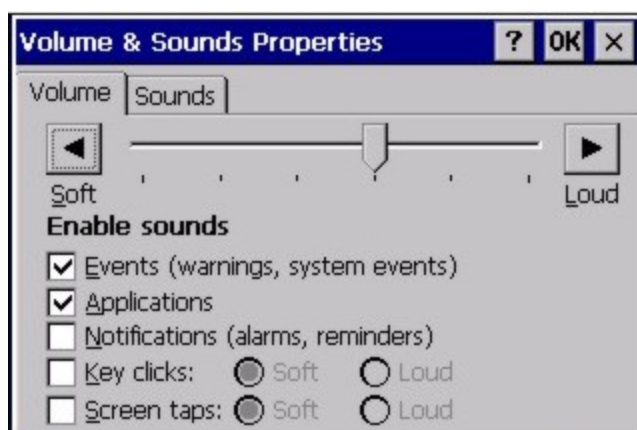 Volume & Sounds Properties ? OK ×
Volume Sounds
Soft Loud
Enable sounds
Events (warnings, system events)
Applications
Notifications (alarms, reminders)
Key clicks: Soft Loud
Screen taps: Soft Loud